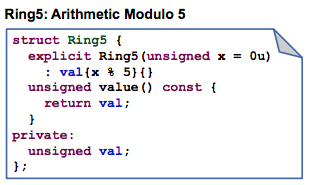 Ring5: Arithmetic Modulo 5
struct Ring5 {
  explicit Ring5(unsigned x = 0u)
    : val{x % 5}{}
  unsigned value() const {
    return val;
  }
private:
  unsigned val;
};